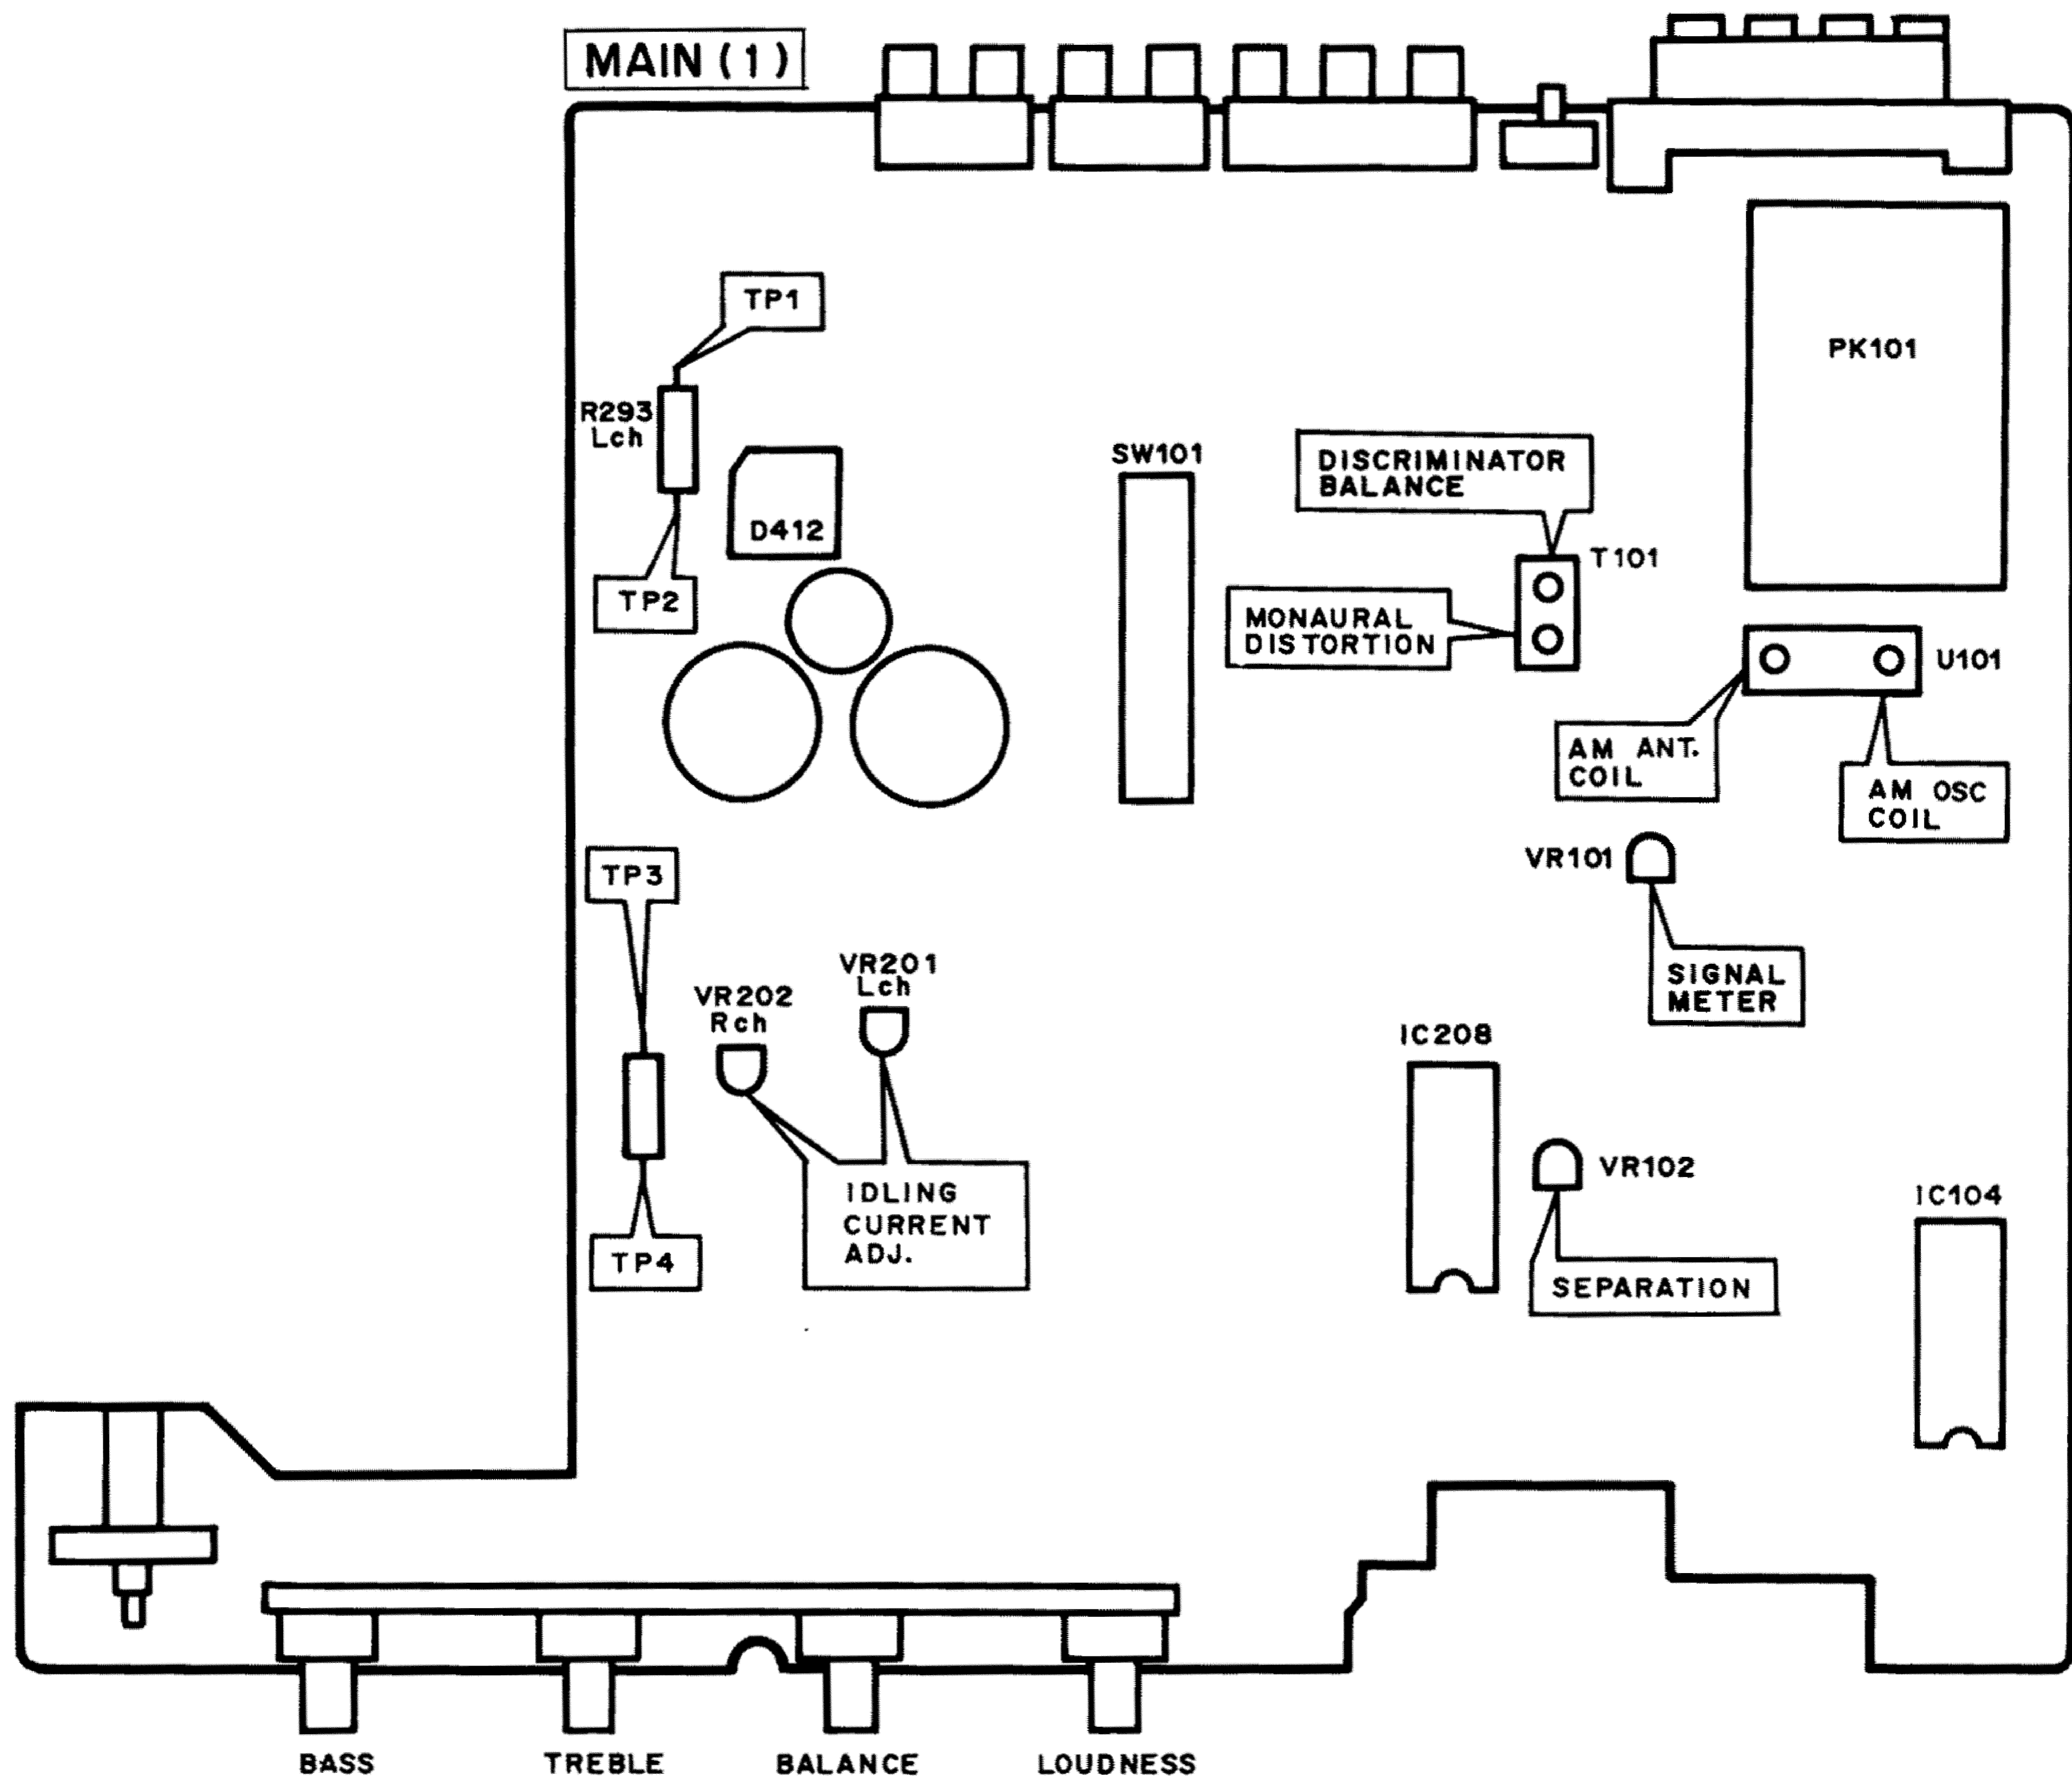 MAIN (1)
TP1
PK101
R293
Lch
D412
TP2
SW101
DISCRIMINATOR
BALANCE
T101
MONAURAL
DISTORTION
U101
AM ANT.
COIL
AM OSC
COIL
VR101
SIGNAL
METER
TP3
VR202
Rch
VR201
Lch
IDLING
CURRENT
ADJ.
TP4
IC208
VR102
SEPARATION
IC104
BASS
TREBLE
BALANCE
LOUDNESS